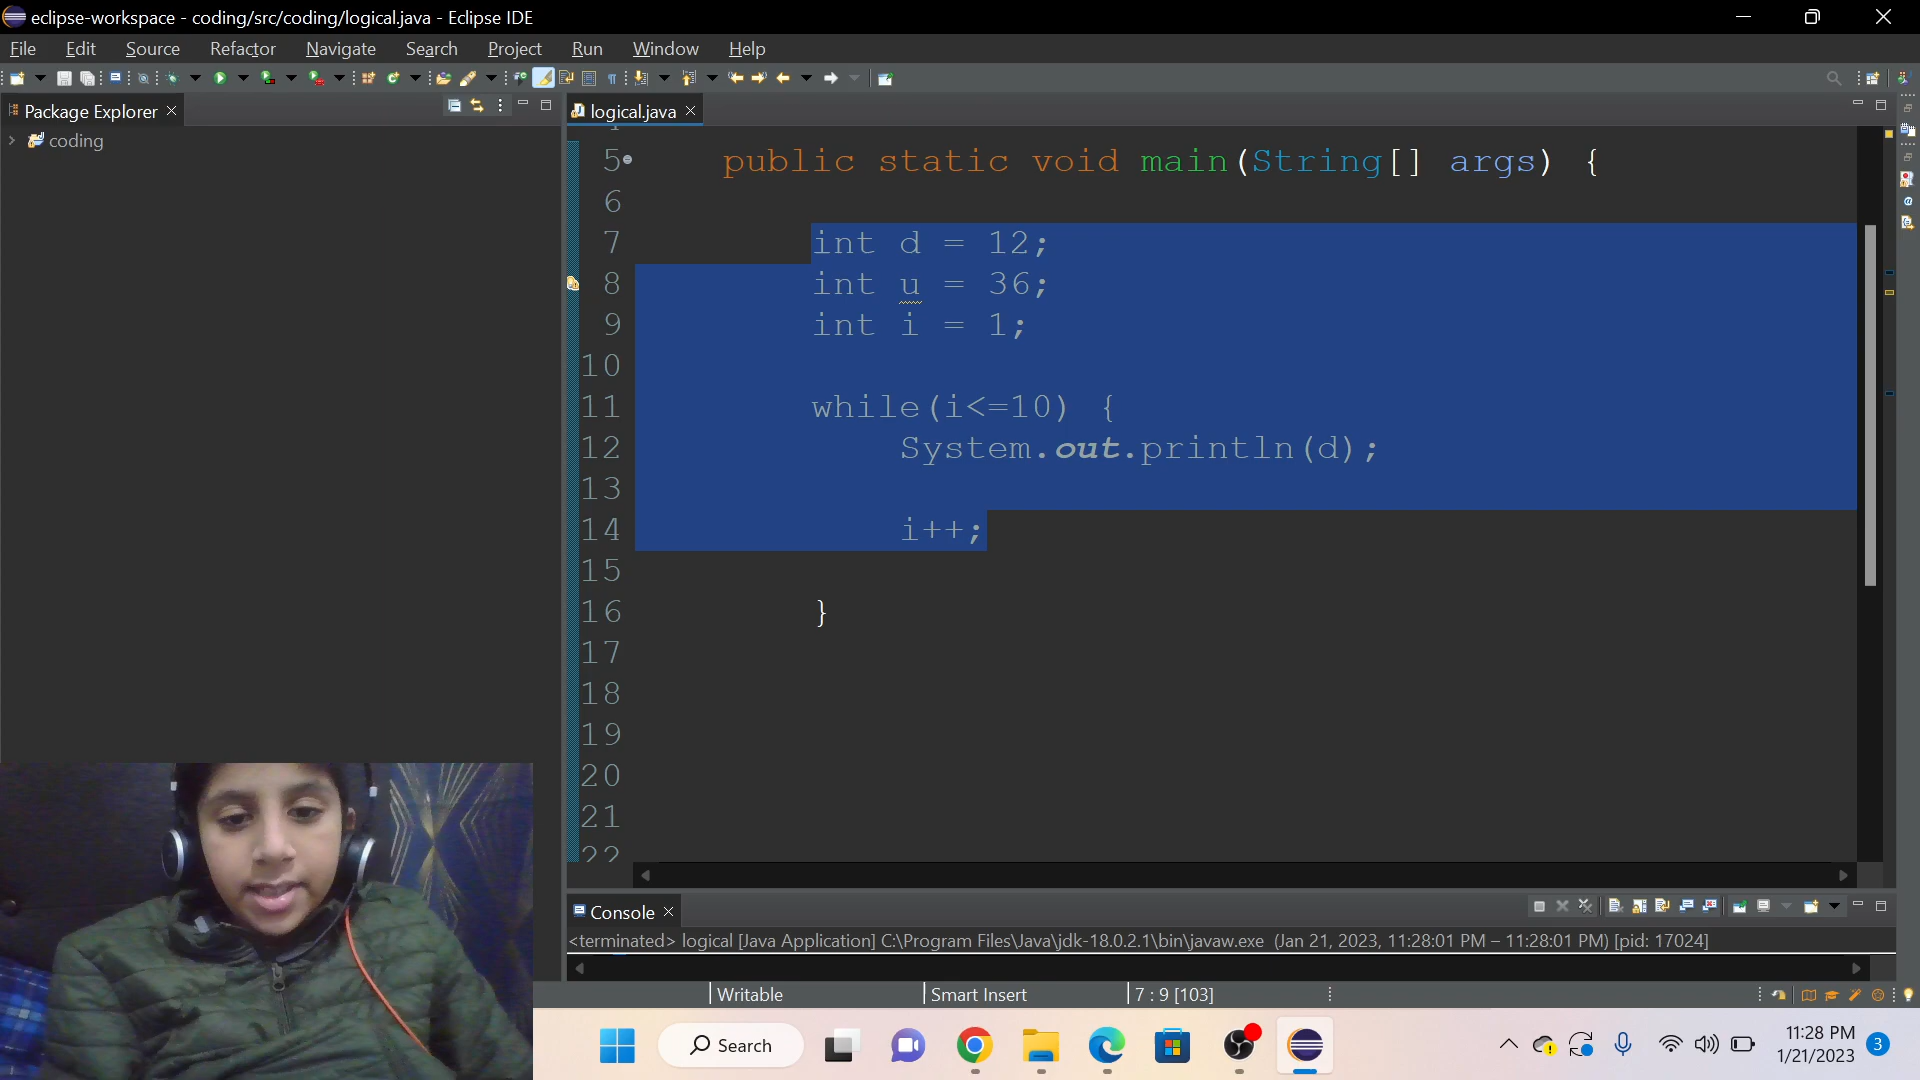 eclipse-workspace - coding/src/coding/logical.java - Eclipse IDE
File Edit Source Refactor Navigate Search Project Run Window Help
Package Explorer
logical.java
coding
5 public static void main(String[] args) {
6
7 int d = 12;
8 int u = 36;
9 int i = 1;
10
11 while(i<=10) {
12 System.out.println(d);
13
14 i++;
15
16 }
17
18
19
20
21
22
Console
<terminated> logical [Java Application] C:\Program Files\Java\jdk-18.0.2.1\bin\javaw.exe (Jan 21, 2023, 11:28:01 PM – 11:28:01 PM) [pid: 17024]
Writable Smart Insert 7 : 9 [103]
Search
11:28 PM
1/21/2023
3